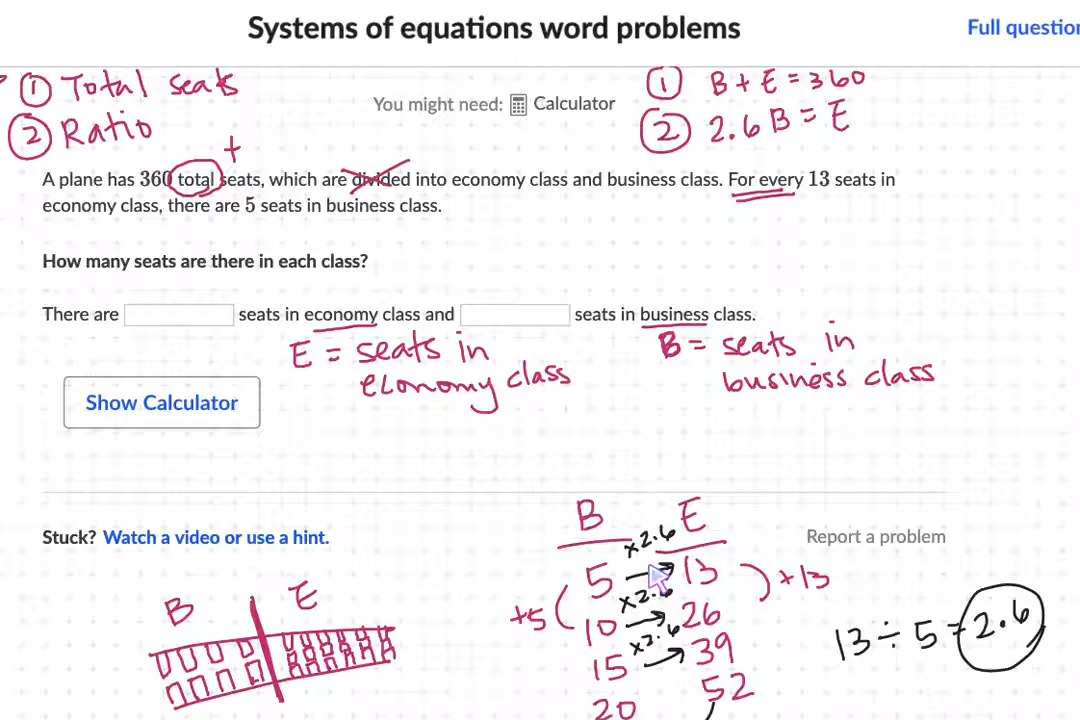 Systems of equations word problems
Full question
① Total seats
② Ratio
You might need: Calculator
① B + E = 360
② 2.6 B = E
+
A plane has 360 total seats, which are divided into economy class and business class. For every 13 seats in
economy class, there are 5 seats in business class.
How many seats are there in each class?
There are seats in economy class and seats in business class.
E = seats in
economy class
B = seats in
business class
Show Calculator
Stuck? Watch a video or use a hint.
Report a problem
B E
B E
×2.6
5 → 13
+5 ( ) +13
×2.6
10 → 26
×2.6
15 → 39
20 52
13 ÷ 5 = 2.6